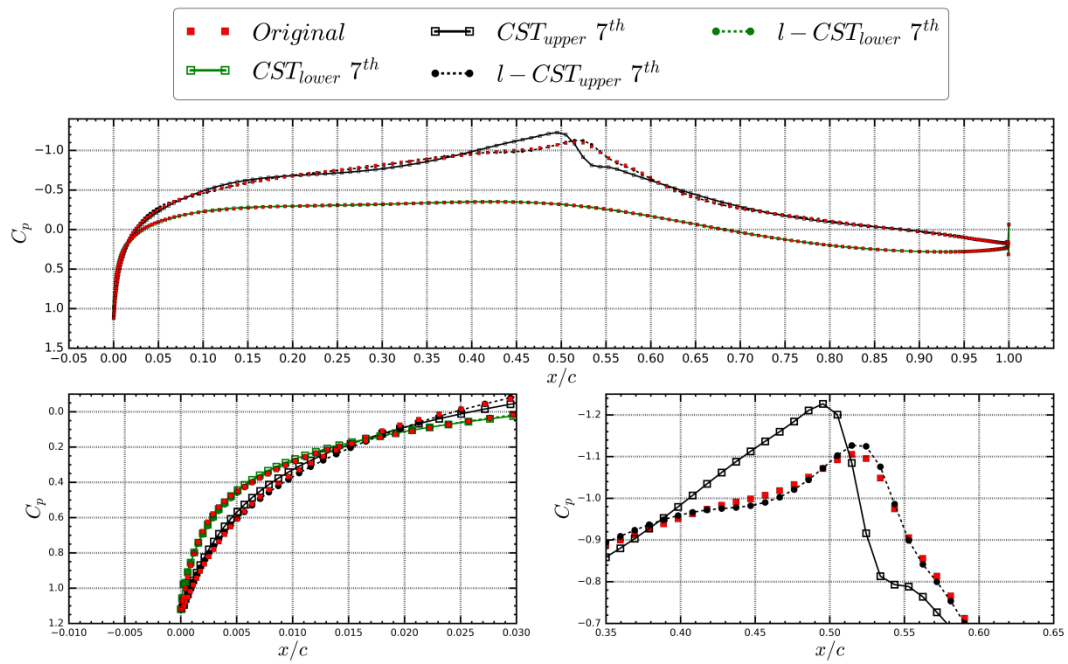 Original
CST_upper 7^th
l − CST_lower 7^th
CST_lower 7^th
l − CST_upper 7^th
−1.0
−0.5
0.0
0.5
1.0
1.5
C_p
−0.05 0.00 0.05 0.10 0.15 0.20 0.25 0.30 0.35 0.40 0.45 0.50 0.55 0.60 0.65 0.70 0.75 0.80 0.85 0.90 0.95 1.00
x/c
0.0
0.2
0.4
0.6
0.8
1.0
1.2
C_p
−0.010 −0.005 0.000 0.005 0.010 0.015 0.020 0.025 0.030
x/c
−1.2
−1.1
−1.0
−0.9
−0.8
−0.7
C_p
0.35 0.40 0.45 0.50 0.55 0.60 0.65
x/c